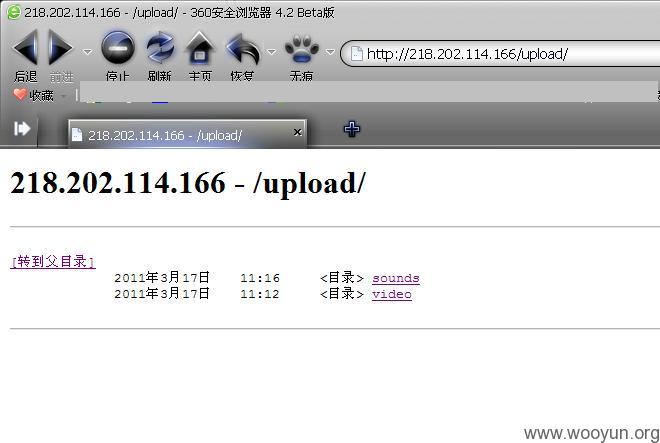 218.202.114.166 - /upload/ - 360安全浏览器 4.2 Beta版
后退 前进 停止 刷新 主页 恢复 无痕 http://218.202.114.166/upload/
收藏
218.202.114.166 - /upload/
218.202.114.166 - /upload/
[转到父目录]
2011年3月17日 11:16 <目录> sounds
2011年3月17日 11:12 <目录> video
www.wooyun.org